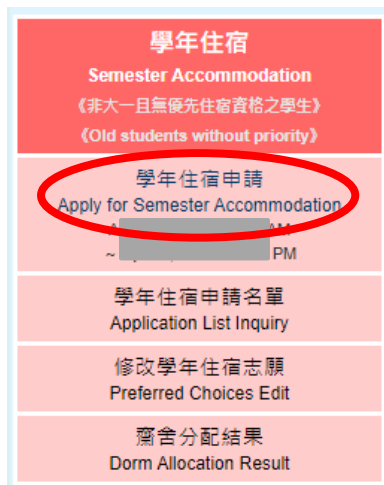 學年住宿
Semester Accommodation
《非大一且無優先住宿資格之學生》
《Old students without priority》
學年住宿申請
Apply for Semester Accommodation
AM
~ PM
學年住宿申請名單
Application List Inquiry
修改學年住宿志願
Preferred Choices Edit
齋舍分配結果
Dorm Allocation Result